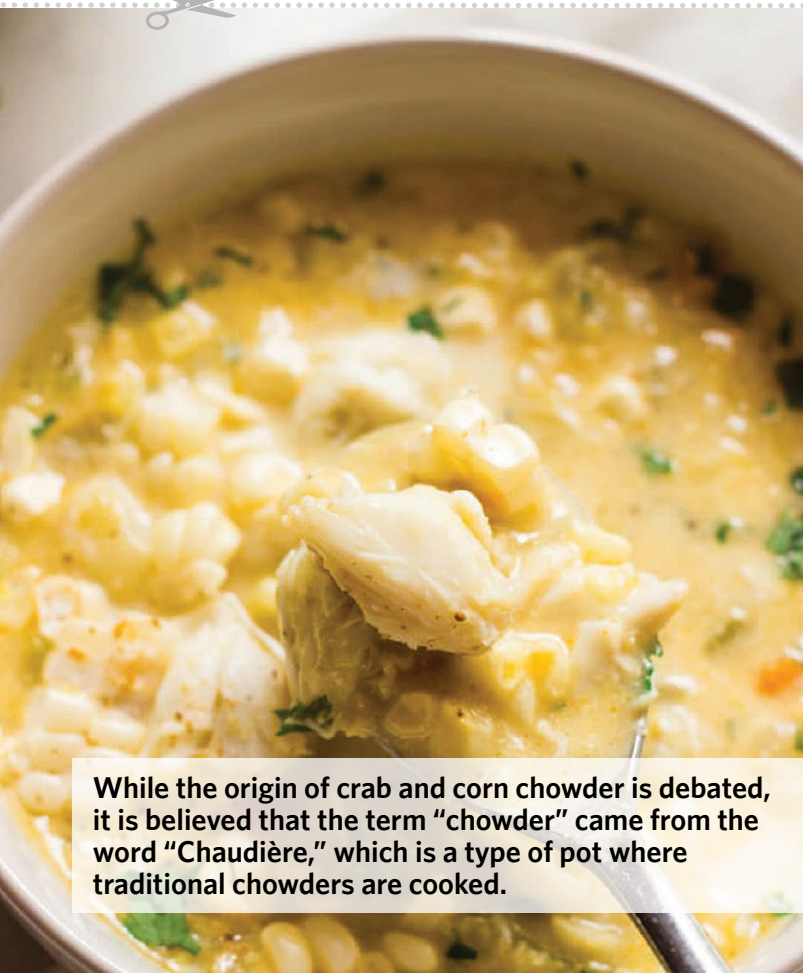 While the origin of crab and corn chowder is debated,
it is believed that the term “chowder” came from the
word “Chaudière,” which is a type of pot where
traditional chowders are cooked.